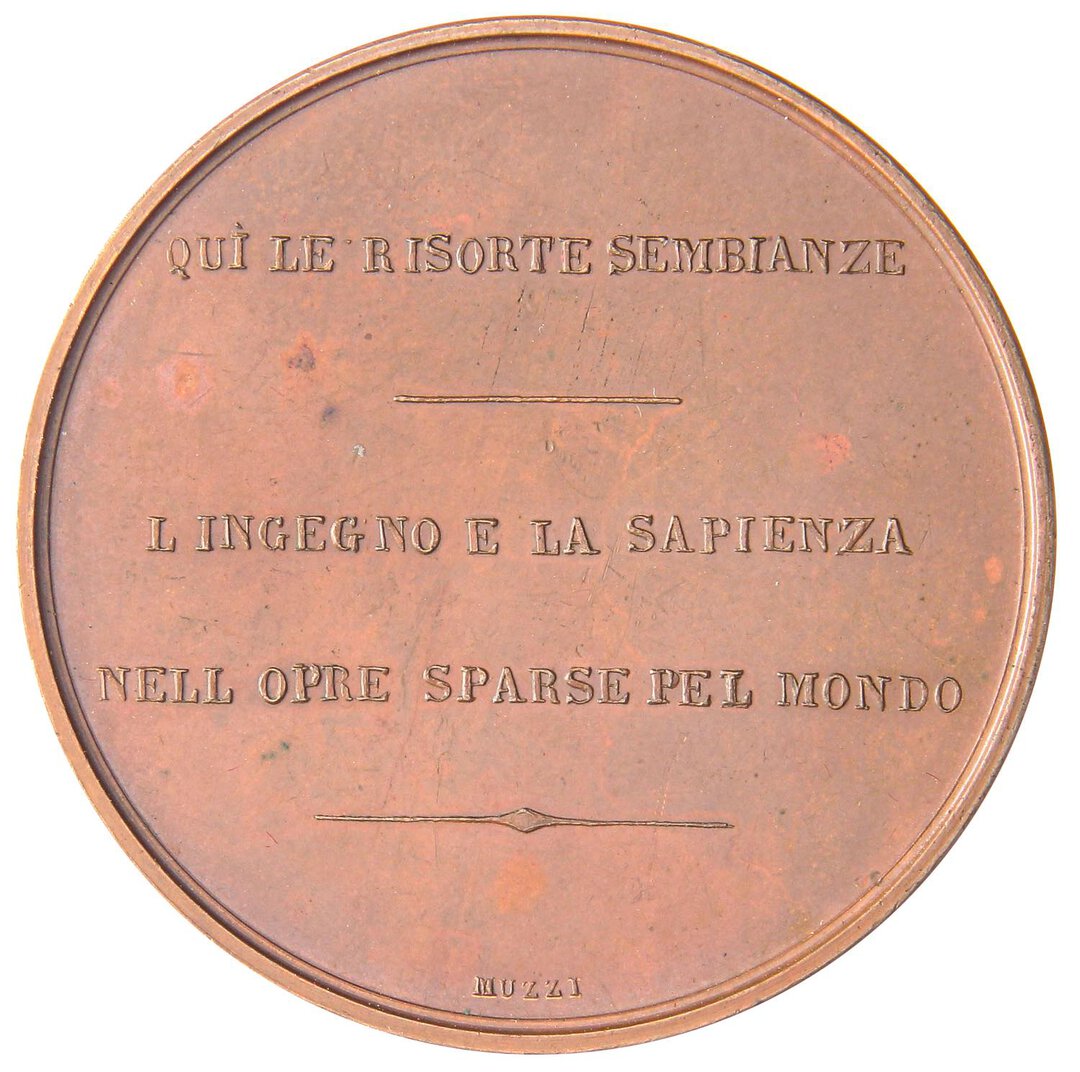 QUÌ LE RISORTE SEMBIANZE
L INGEGNO E LA SAPIENZA
NELL OPRE SPARSE PEL MONDO
MUZZI